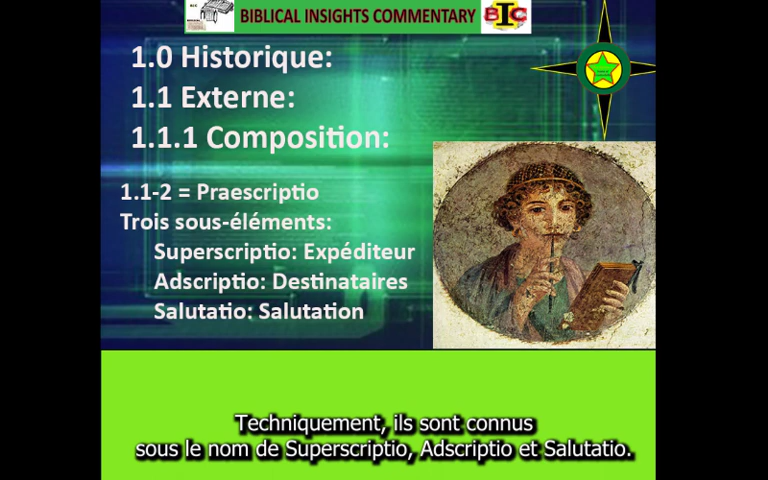 BIBLICAL INSIGHTS COMMENTARY
BIC
1.0 Historique:
1.1 Externe:
1.1.1 Composition:
1.1-2 = Praescriptio
Trois sous-éléments:
Superscriptio: Expéditeur
Adscriptio: Destinataires
Salutatio: Salutation
Techniquement, ils sont connus
sous le nom de Superscriptio, Adscriptio et Salutatio.